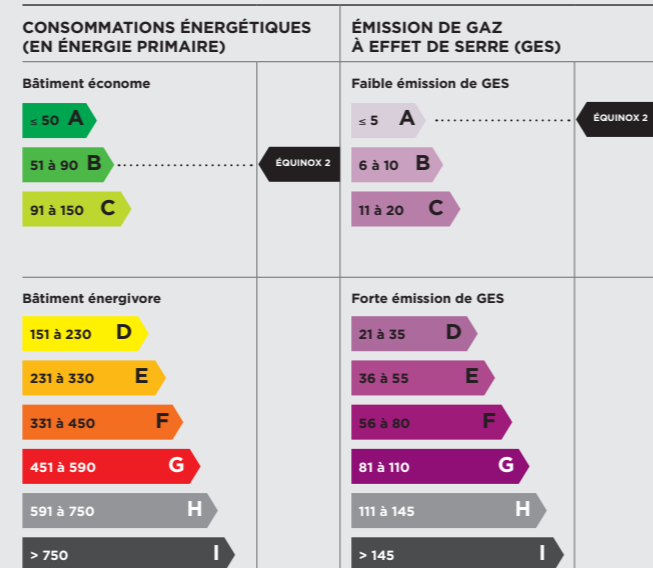 CONSOMMATIONS ÉNERGÉTIQUES
(EN ÉNERGIE PRIMAIRE)
Bâtiment économe
≤ 50 A
51 à 90 B
ÉQUINOX 2
91 à 150 C
Bâtiment énergivore
151 à 230 D
231 à 330 E
331 à 450 F
451 à 590 G
591 à 750 H
> 750 I
ÉMISSION DE GAZ
À EFFET DE SERRE (GES)
Faible émission de GES
≤ 5 A
ÉQUINOX 2
6 à 10 B
11 à 20 C
Forte émission de GES
21 à 35 D
36 à 55 E
56 à 80 F
81 à 110 G
111 à 145 H
> 145 I